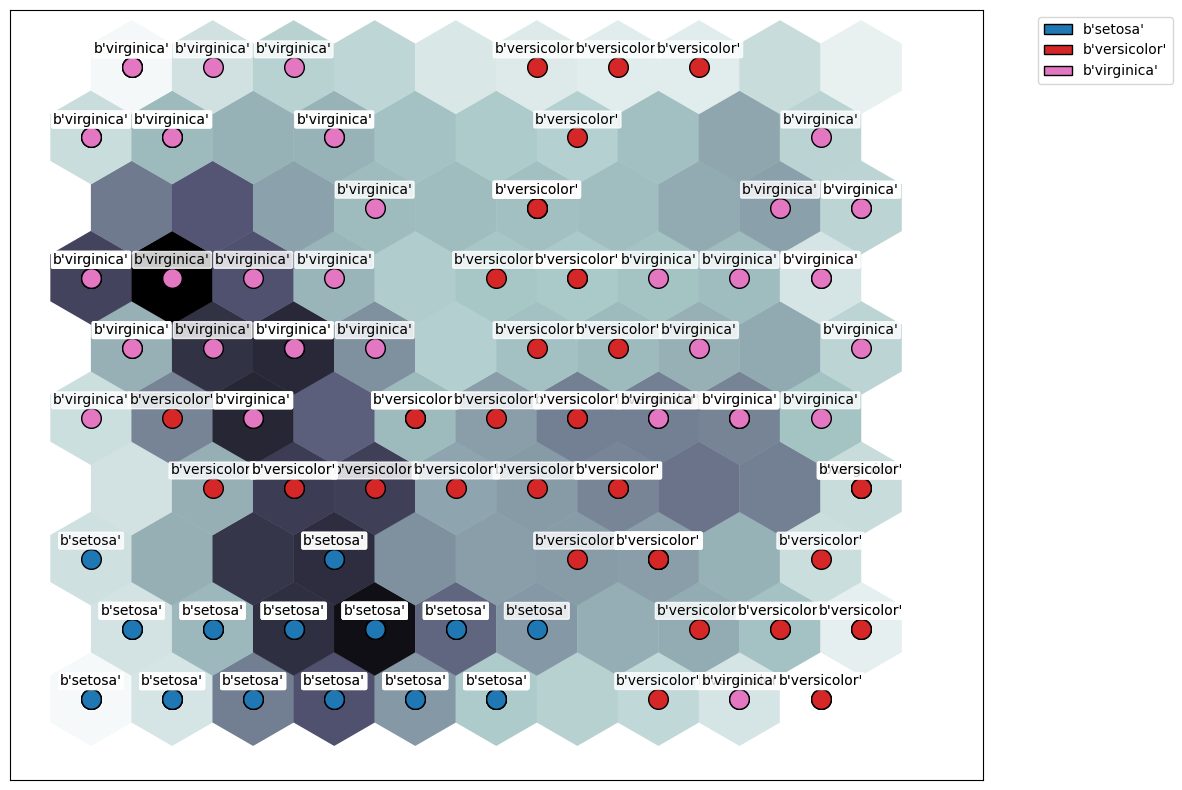 b'virginica' b'virginica' b'virginica' b'versicolor b'versicolor b'versicolor'
b'virginica' b'virginica' b'virginica' b'versicolor' b'virginica'
b'virginica' b'versicolor' b'virginica' b'virginica'
b'virginica' b'virginica' b'virginica' b'virginica' b'versicolor b'versicolor' b'virginica' b'virginica' b'virginica'
b'virginica' b'virginica' b'virginica' b'virginica' b'versicolor b'versicolor' b'virginica' b'virginica'
b'virginica' b'versicolor b'virginica' b'versicolor b'versicolor' 'versicolor' b'virginica' b'virginica' b'virginica'
b'versicolor b'versicolor' 'versicolor b'versicolor' 'versicolor b'versicolor' b'versicolor'
b'setosa' b'setosa' b'versicolor b'versicolor' b'versicolor'
b'setosa' b'setosa' b'setosa' b'setosa' b'setosa' b'setosa' b'versicolor b'versicolor b'versicolor'
b'setosa' b'setosa' b'setosa' b'setosa' b'setosa' b'setosa' b'versicolor' b'virginica' b'versicolor'
b'setosa'
b'versicolor'
b'virginica'